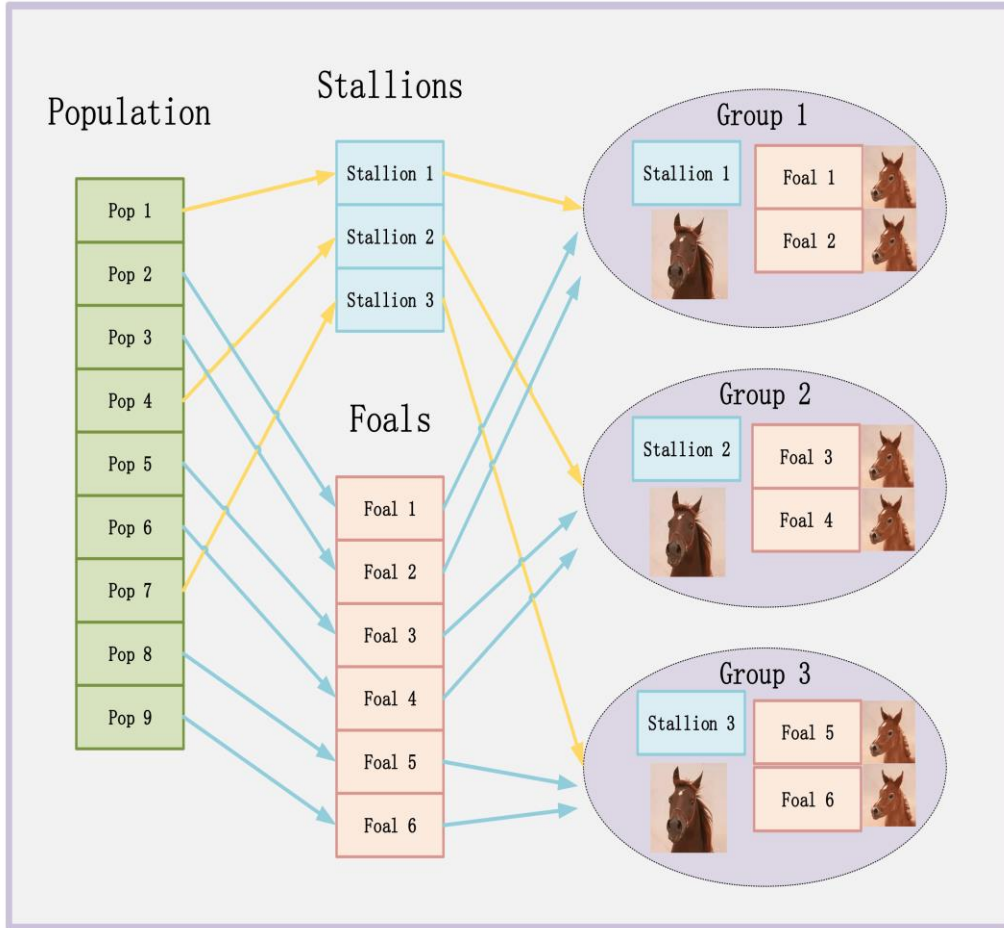 Population
Pop 1
Pop 2
Pop 3
Pop 4
Pop 5
Pop 6
Pop 7
Pop 8
Pop 9
Stallions
Stallion 1
Stallion 2
Stallion 3
Foals
Foal 1
Foal 2
Foal 3
Foal 4
Foal 5
Foal 6
Group 1
Stallion 1
Foal 1
Foal 2
Group 2
Stallion 2
Foal 3
Foal 4
Group 3
Stallion 3
Foal 5
Foal 6